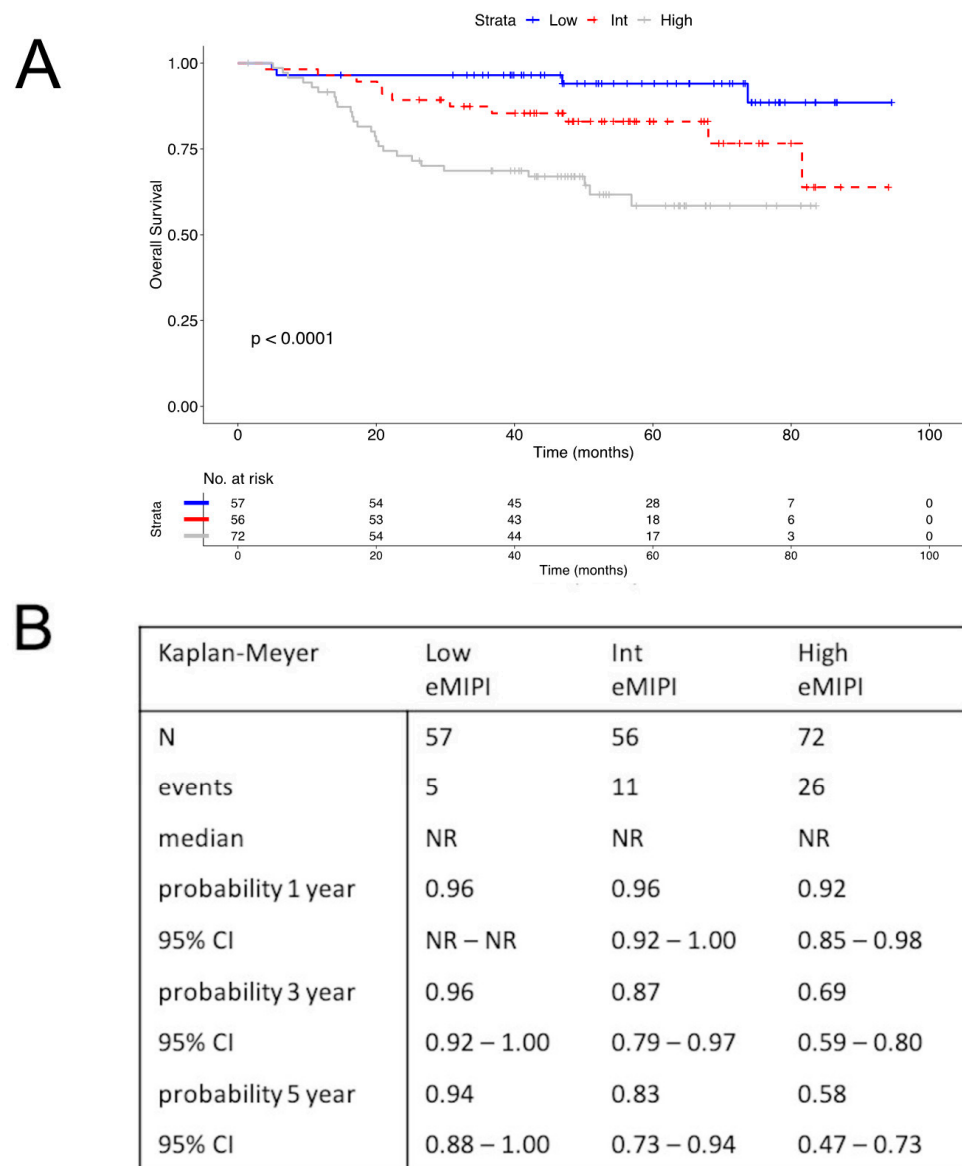 A
Strata Low Int High
Overall Survival
1.00
0.75
0.50
0.25
0.00
p < 0.0001
0 20 40 60 80 100
Time (months)
No. at risk
Strata
57 54 45 28 7 0
56 53 43 18 6 0
72 54 44 17 3 0
0 20 40 60 80 100
Time (months)
B
Kaplan-Meyer Low eMIPI Int eMIPI High eMIPI
N 57 56 72
events 5 11 26
median NR NR NR
probability 1 year 0.96 0.96 0.92
95% CI NR – NR 0.92 – 1.00 0.85 – 0.98
probability 3 year 0.96 0.87 0.69
95% CI 0.92 – 1.00 0.79 – 0.97 0.59 – 0.80
probability 5 year 0.94 0.83 0.58
95% CI 0.88 – 1.00 0.73 – 0.94 0.47 – 0.73